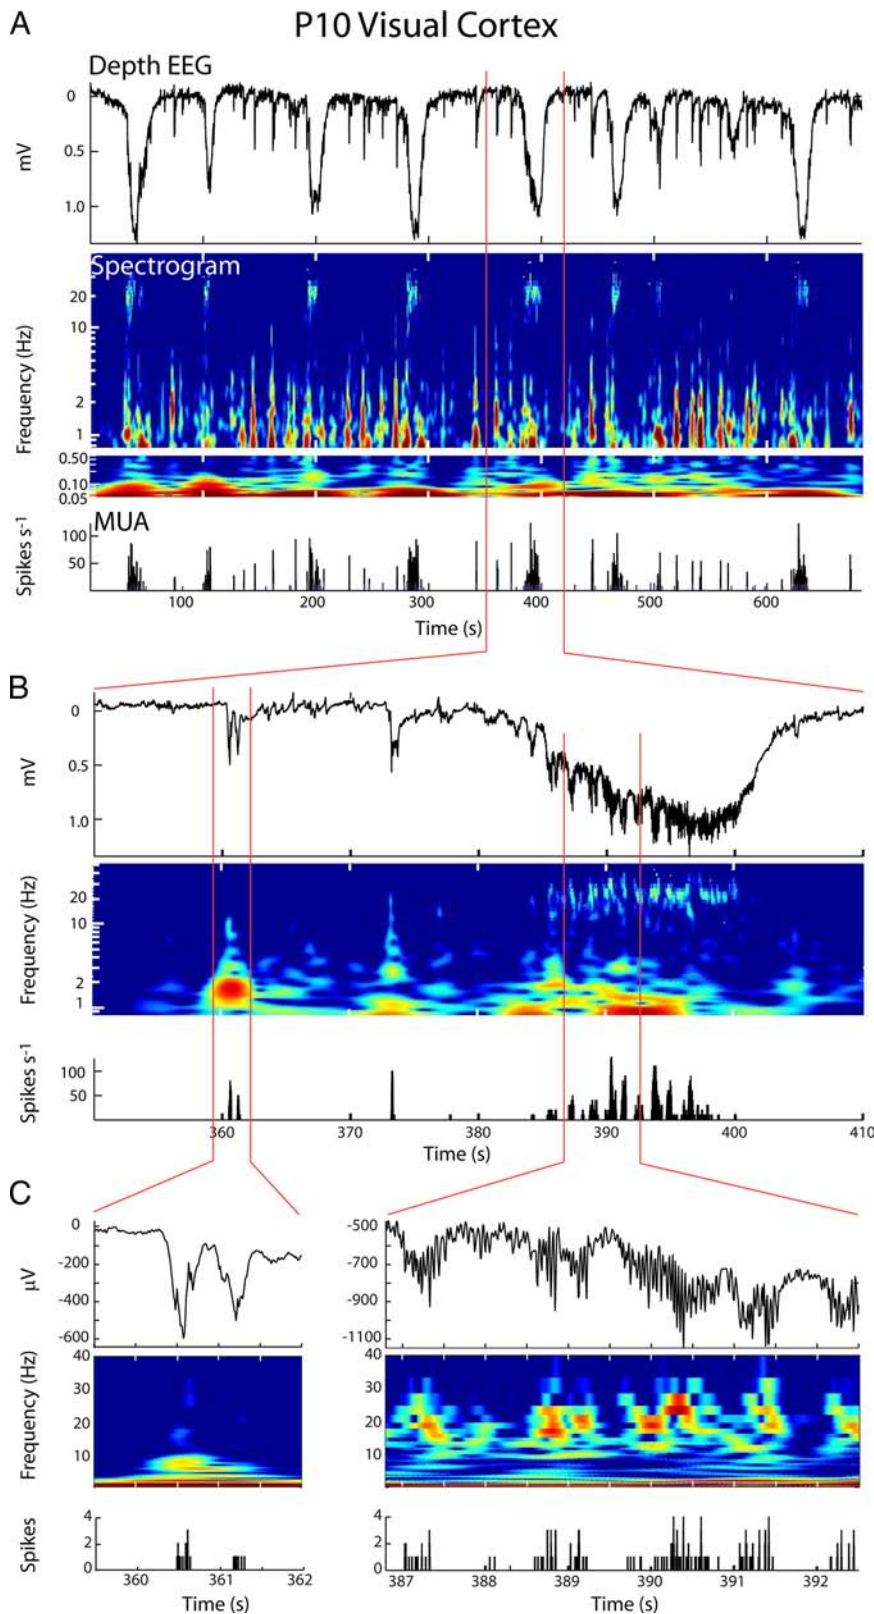 A
P10 Visual Cortex
Depth EEG
0
0.5
1.0
mV
Spectrogram
20
10
2
1
Frequency (Hz)
0.50
0.10
0.05
MUA
100
50
Spikes s-1
100 200 300 400 500 600
Time (s)
B
0
0.5
1.0
mV
20
10
2
1
Frequency (Hz)
100
50
Spikes s-1
360 370 380 390 400 410
Time (s)
C
0
-200
-400
-600
µV
-500
-700
-900
-1100
40
30
20
10
Frequency (Hz)
40
30
20
10
4
2
0
Spikes
4
2
0
360 361 362
387 388 389 390 391 392
Time (s) Time (s)